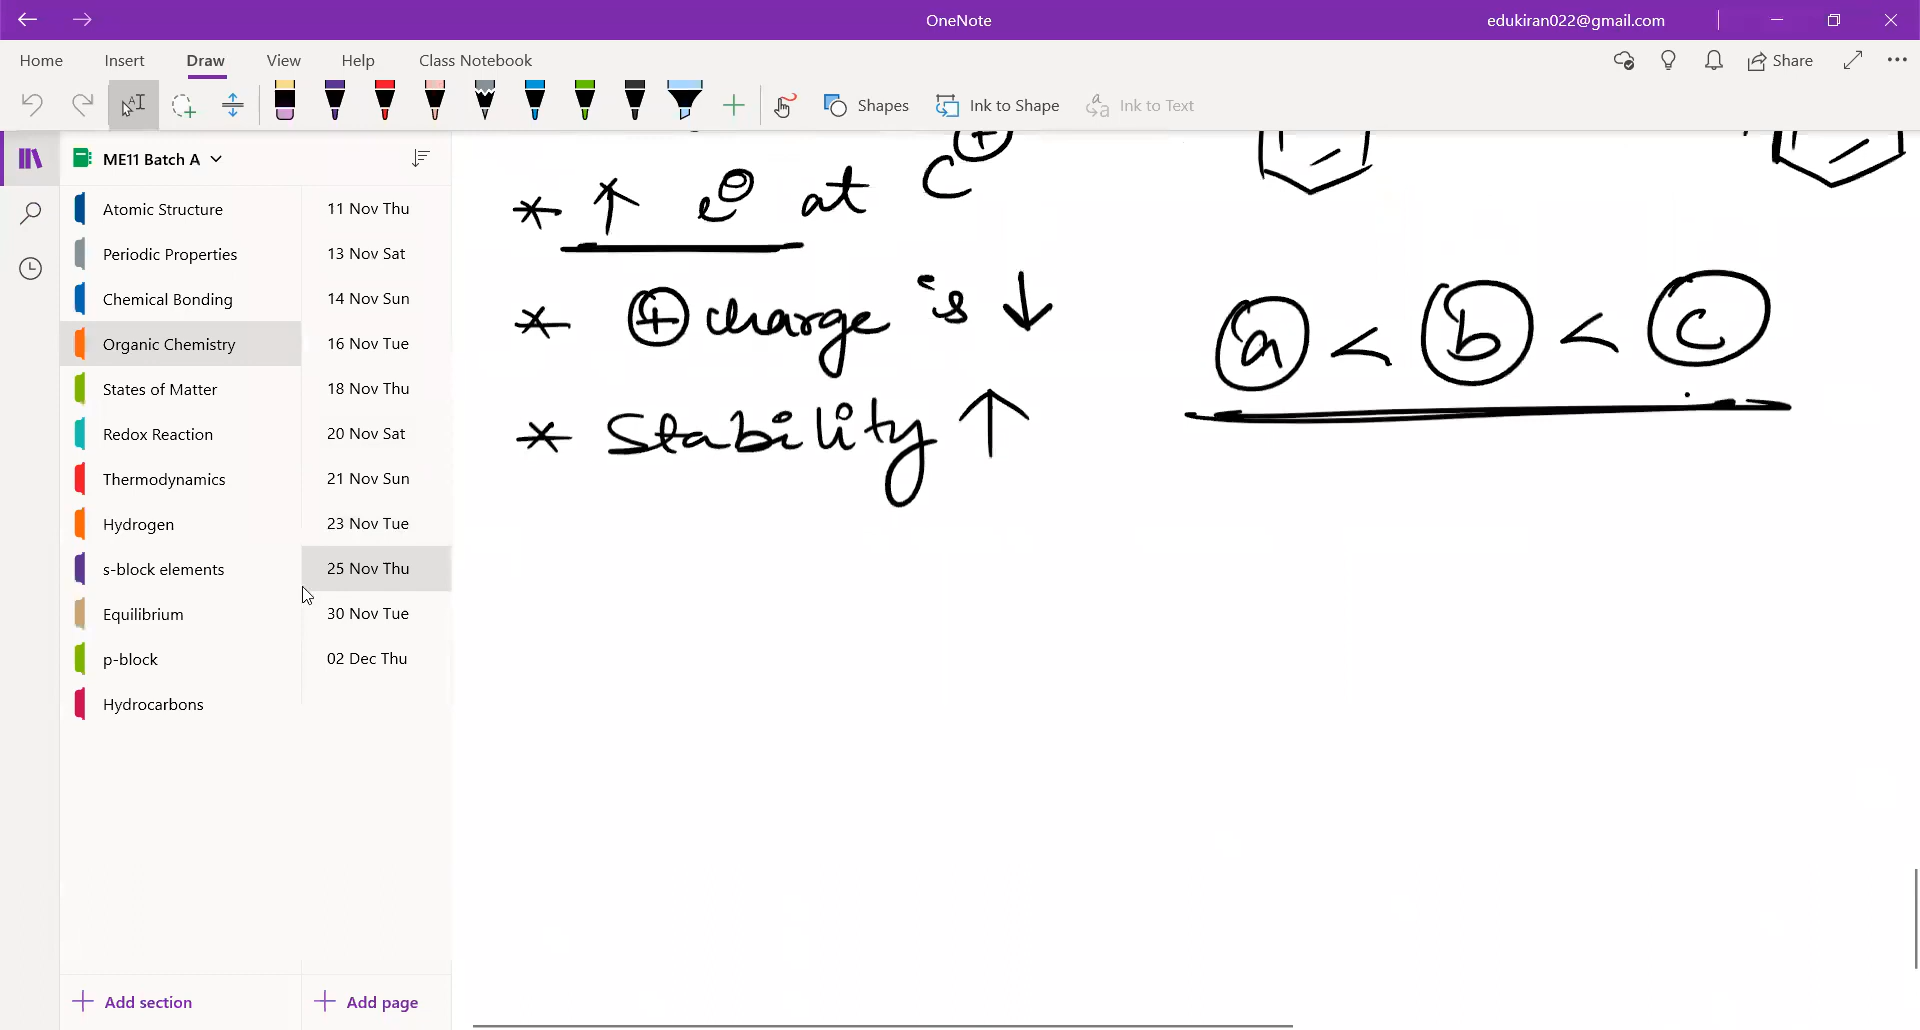 OneNote
edukiran022@gmail.com
Home Insert Draw View Help Class Notebook
Share
Shapes
Ink to Shape
Ink to Text
ME11 Batch A
Atomic Structure
Periodic Properties
Chemical Bonding
Organic Chemistry
States of Matter
Redox Reaction
Thermodynamics
Hydrogen
s-block elements
Equilibrium
p-block
Hydrocarbons
Add section
11 Nov Thu
13 Nov Sat
14 Nov Sun
16 Nov Tue
18 Nov Thu
20 Nov Sat
21 Nov Sun
23 Nov Tue
25 Nov Thu
30 Nov Tue
02 Dec Thu
Add page
* ↑ e⊖ at C⊕
* ⊕ charge is ↓
* Stability ↑
a < b < c